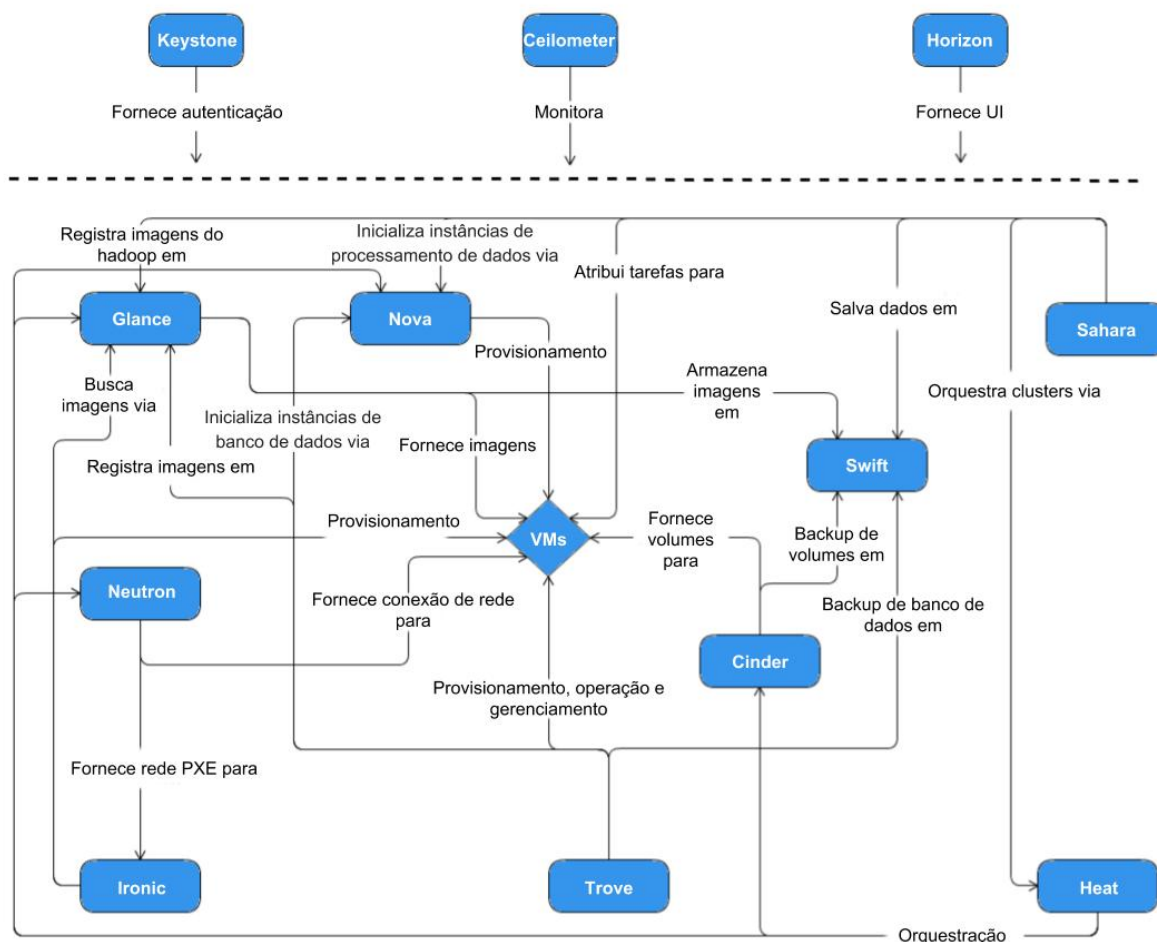 Keystone
Ceilometer
Horizon
Fornece autenticação
Monitora
Fornece UI
Registra imagens do
hadoop em
Inicializa instâncias de
processamento de dados via
Atribui tarefas para
Salva dados em
Glance
Nova
Sahara
Provisionamento
Busca
imagens via
Armazena
imagens
em
Orquestra clusters via
Inicializa instâncias de
banco de dados via
Fornece imagens
Registra imagens em
Swift
Provisionamento
VMs
Fornece
volumes
para
Backup de
volumes em
Neutron
Fornece conexão de rede
para
Backup de banco de
dados em
Cinder
Provisionamento, operação e
gerenciamento
Fornece rede PXE para
Ironic
Trove
Heat
Orquestração